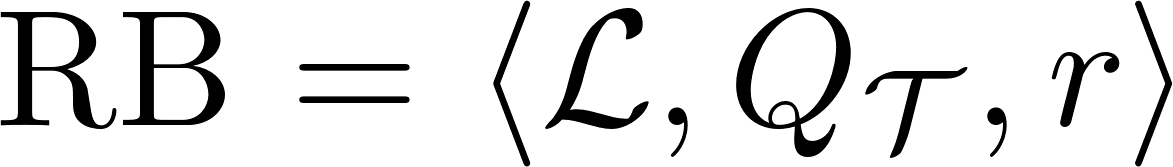 RB = ⟨ℒ, Q_𝒯, r⟩